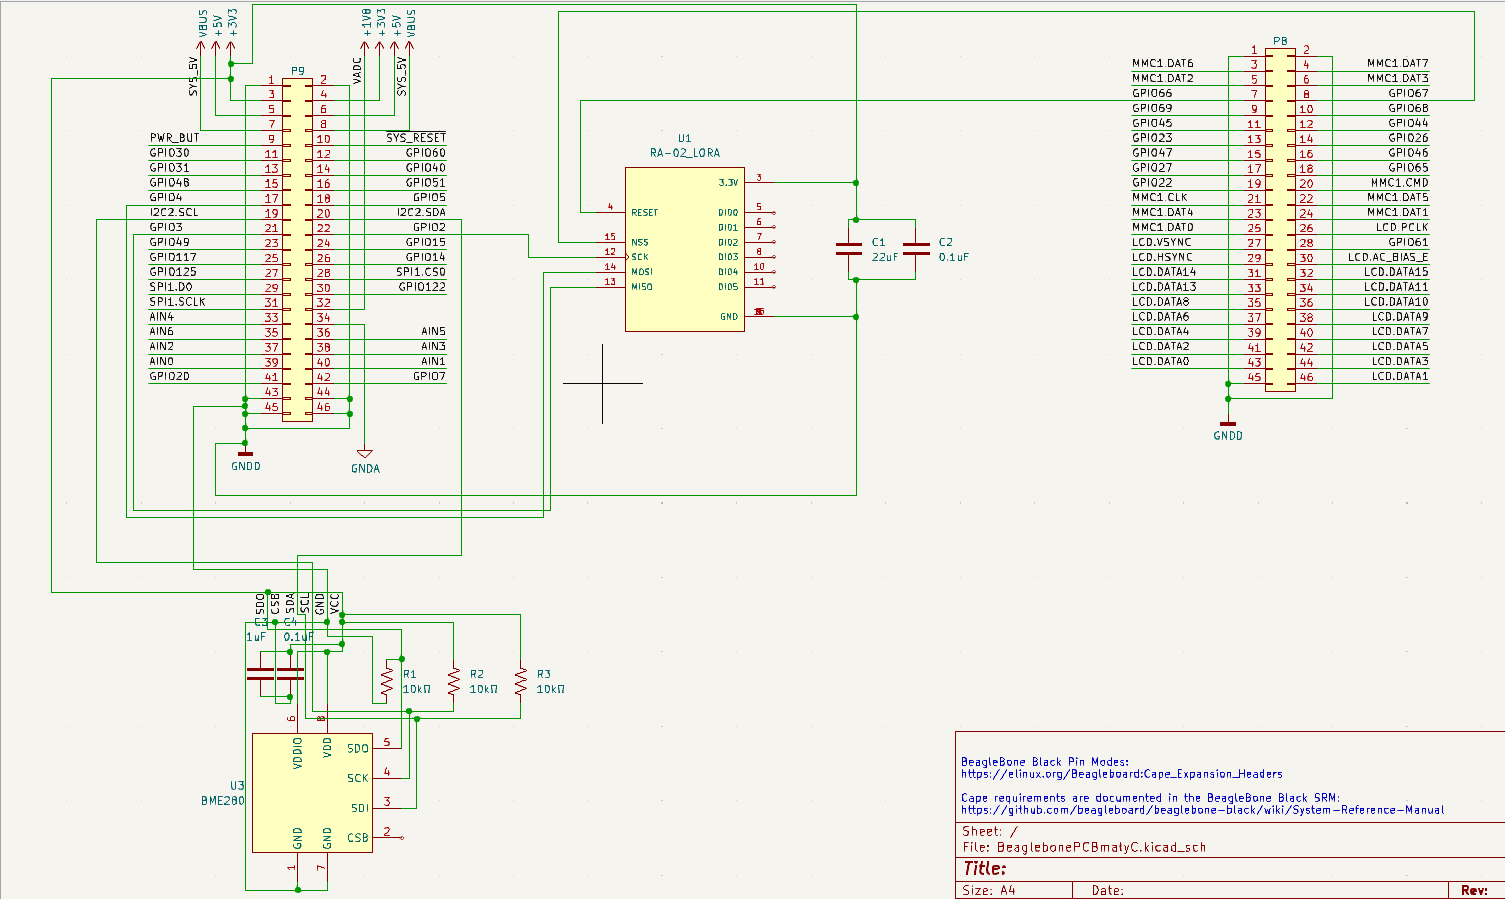 VBUS
+5V
+3V3
+1V8
+3V3
+5V
VBUS
SYS_5V
VADC
SYS_5V
P9
1 2
3 4
5 6
7 8
PWR_BUT 9 10 SYS_RESET
GPIO30 11 12 GPIO60
GPIO31 13 14 GPIO40
GPIO48 15 16 GPIO51
GPIO4 17 18 GPIO5
I2C2.SCL 19 20 I2C2.SDA
GPIO3 21 22 GPIO2
GPIO49 23 24 GPIO15
GPIO117 25 26 GPIO14
GPIO125 27 28 SPI1.CS0
SPI1.D0 29 30 GPIO122
SPI1.SCLK 31 32
AIN4 33 34
AIN6 35 36 AIN5
AIN2 37 38 AIN3
AIN0 39 40 AIN1
GPIO20 41 42 GPIO7
43 44
45 46
GNDD
GNDA
U1
RA-02_LORA
3.3V 3
4 RESET DIO0 5
DIO1 6
15 NSS DIO2 7
12 SCK DIO3 8
14 MOSI DIO4 10
13 MISO DIO5 11
GND
C1
22uF
C2
0.1uF
P8
1 2
MMC1.DAT6 3 4 MMC1.DAT7
MMC1.DAT2 5 6 MMC1.DAT3
GPIO66 7 8 GPIO67
GPIO69 9 10 GPIO68
GPIO45 11 12 GPIO44
GPIO23 13 14 GPIO26
GPIO47 15 16 GPIO46
GPIO27 17 18 GPIO65
GPIO22 19 20 MMC1.CMD
MMC1.CLK 21 22 MMC1.DAT5
MMC1.DAT4 23 24 MMC1.DAT1
MMC1.DAT0 25 26 LCD.PCLK
LCD.VSYNC 27 28 GPIO61
LCD.HSYNC 29 30 LCD.AC_BIAS_E
LCD.DATA14 31 32 LCD.DATA15
LCD.DATA13 33 34 LCD.DATA11
LCD.DATA8 35 36 LCD.DATA10
LCD.DATA6 37 38 LCD.DATA9
LCD.DATA4 39 40 LCD.DATA7
LCD.DATA2 41 42 LCD.DATA5
LCD.DATA0 43 44 LCD.DATA3
45 46 LCD.DATA1
GNDD
SDO
CSB
SDA
SCL
GND
VCC
C3
1uF
C4
0.1uF
R1
10kΩ
R2
10kΩ
R3
10kΩ
6
8
VDDIO
VDD
SDO 5
SCK 4
SDI 3
CSB 2
U3
BME280
GND
GND
1
7
BeagleBone Black Pin Modes:
https://elinux.org/Beagleboard:Cape_Expansion_Headers
Cape requirements are documented in the BeagleBone Black SRM:
https://github.com/beagleboard/beaglebone-black/wiki/System-Reference-Manual
Sheet: /
File: BeaglebonePCBmatyC.kicad_sch
Title:
Size: A4 Date: Rev: